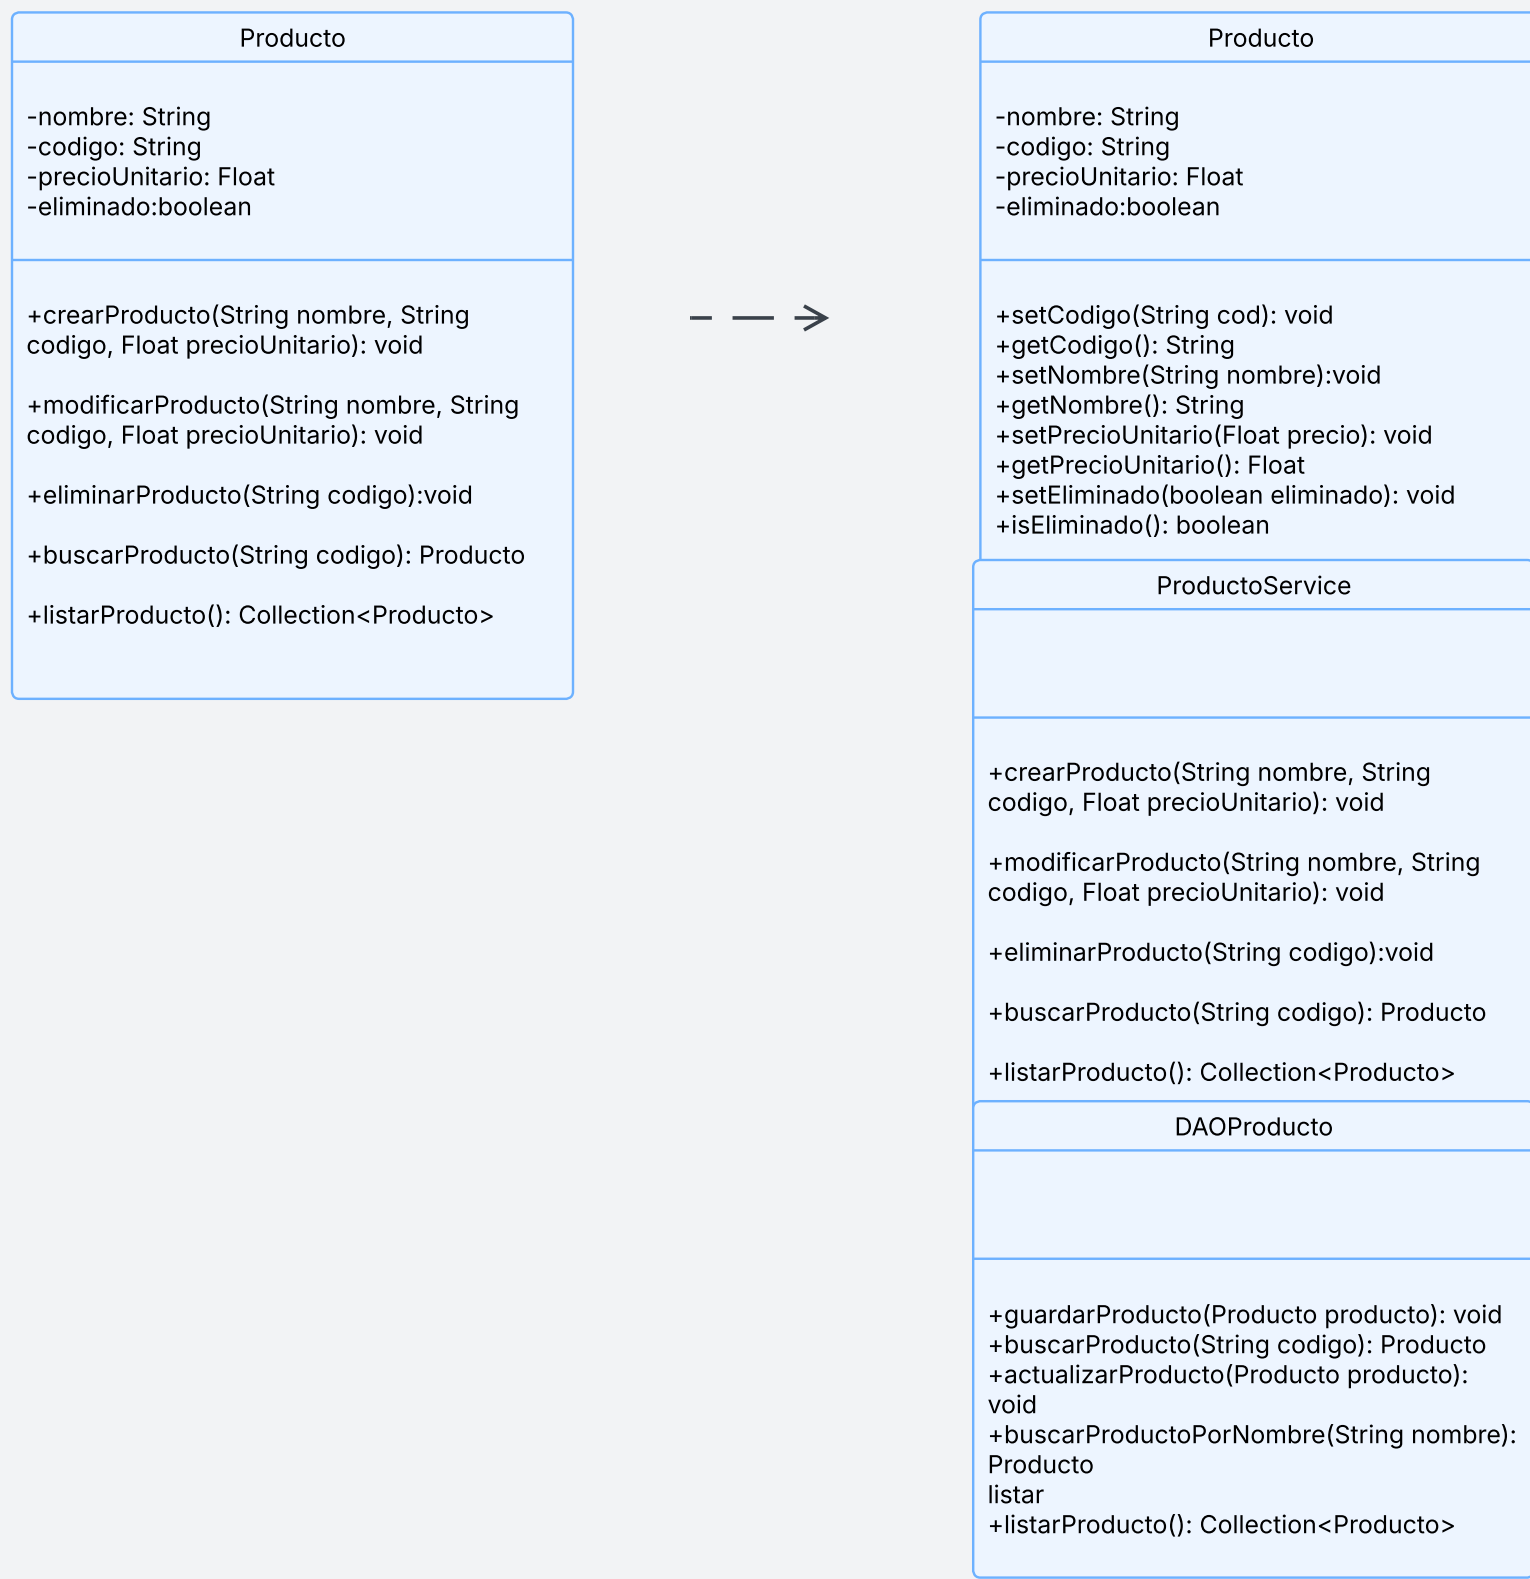 Producto
-nombre: String
-codigo: String
-precioUnitario: Float
-eliminado:boolean
+crearProducto(String nombre, String
codigo, Float precioUnitario): void
+modificarProducto(String nombre, String
codigo, Float precioUnitario): void
+eliminarProducto(String codigo):void
+buscarProducto(String codigo): Producto
+listarProducto(): Collection<Producto>
Producto
-nombre: String
-codigo: String
-precioUnitario: Float
-eliminado:boolean
+setCodigo(String cod): void
+getCodigo(): String
+setNombre(String nombre):void
+getNombre(): String
+setPrecioUnitario(Float precio): void
+getPrecioUnitario(): Float
+setEliminado(boolean eliminado): void
+isEliminado(): boolean
ProductoService
+crearProducto(String nombre, String
codigo, Float precioUnitario): void
+modificarProducto(String nombre, String
codigo, Float precioUnitario): void
+eliminarProducto(String codigo):void
+buscarProducto(String codigo): Producto
+listarProducto(): Collection<Producto>
DAOProducto
+guardarProducto(Producto producto): void
+buscarProducto(String codigo): Producto
+actualizarProducto(Producto producto):
void
+buscarProductoPorNombre(String nombre):
Producto
listar
+listarProducto(): Collection<Producto>